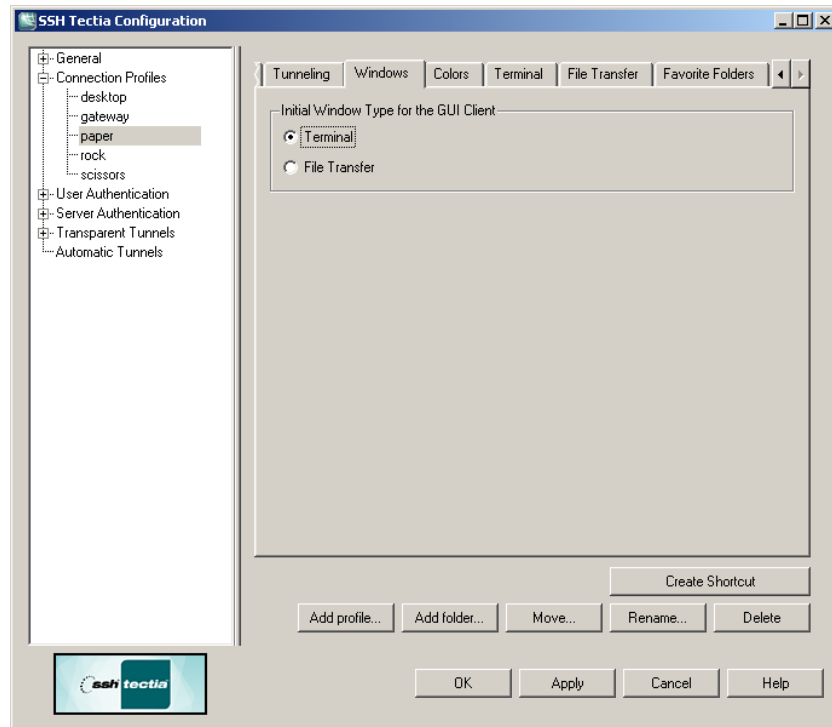 SSH Tectia Configuration
General
Connection Profiles
desktop
gateway
paper
rock
scissors
User Authentication
Server Authentication
Transparent Tunnels
Automatic Tunnels
Tunneling Windows Colors Terminal File Transfer Favorite Folders
Initial Window Type for the GUI Client
Terminal
File Transfer
Create Shortcut
Add profile... Add folder... Move... Rename... Delete
ssh tectia
OK Apply Cancel Help